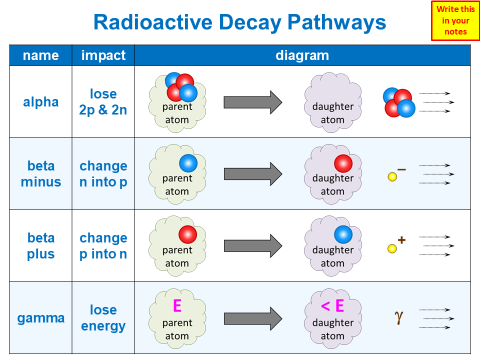 Radioactive Decay Pathways
Write this
in your
notes
name impact diagram
alpha
lose
2p & 2n
parent
atom
daughter
atom
beta
minus
change
n into p
parent
atom
daughter
atom
−
beta
plus
change
p into n
parent
atom
daughter
atom
+
gamma
lose
energy
E
parent
atom
< E
daughter
atom
γ